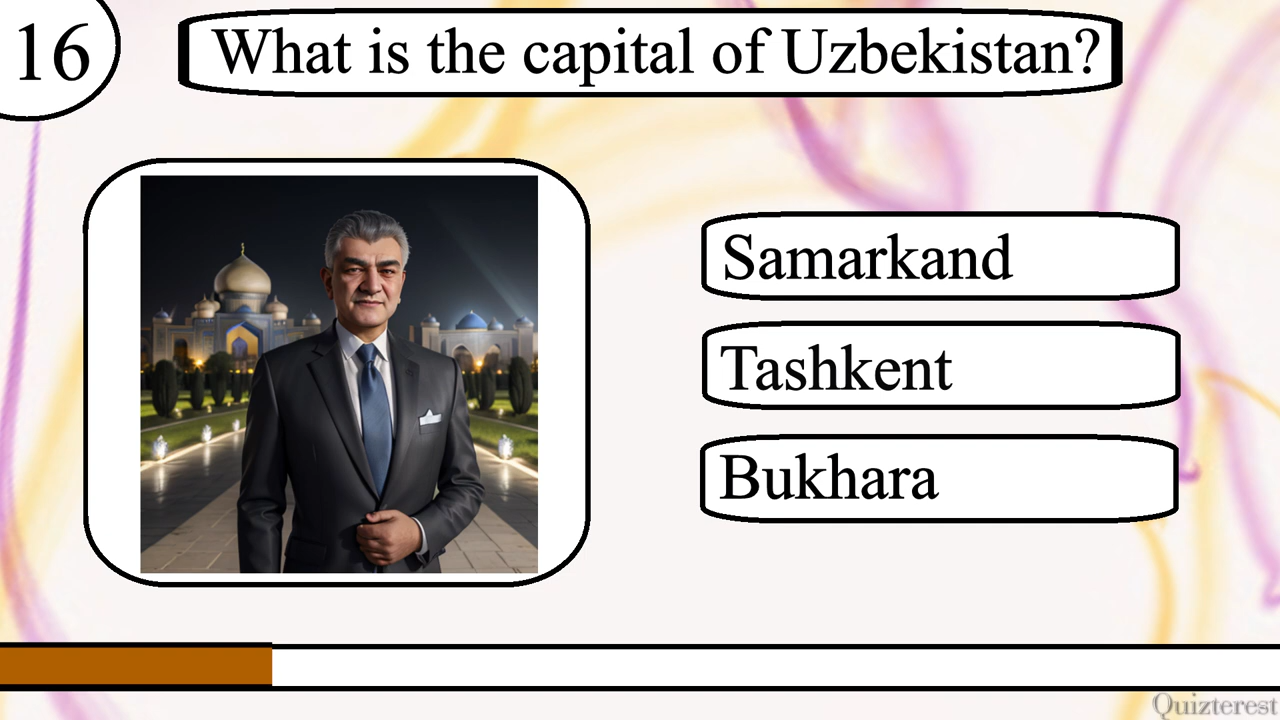 16
What is the capital of Uzbekistan?
Samarkand
Tashkent
Bukhara
Quizterest